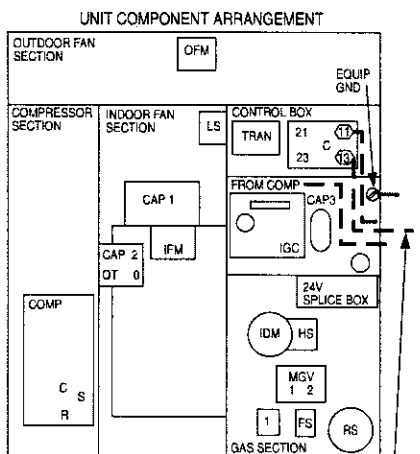 UNIT COMPONENT ARRANGEMENT
OUTDOOR FAN
SECTION
OFM
EQUIP
GND
COMPRESSOR
SECTION
INDOOR FAN
SECTION
LS
CONTROL BOX
TRAN
21
11
C
23
13
FROM COMP
CAP3
IGC
CAP 1
IFM
CAP 2
QT 0
24V
SPLICE BOX
COMP
C
S
R
IDM
HS
MGV
1 2
1
FS
RS
GAS SECTION